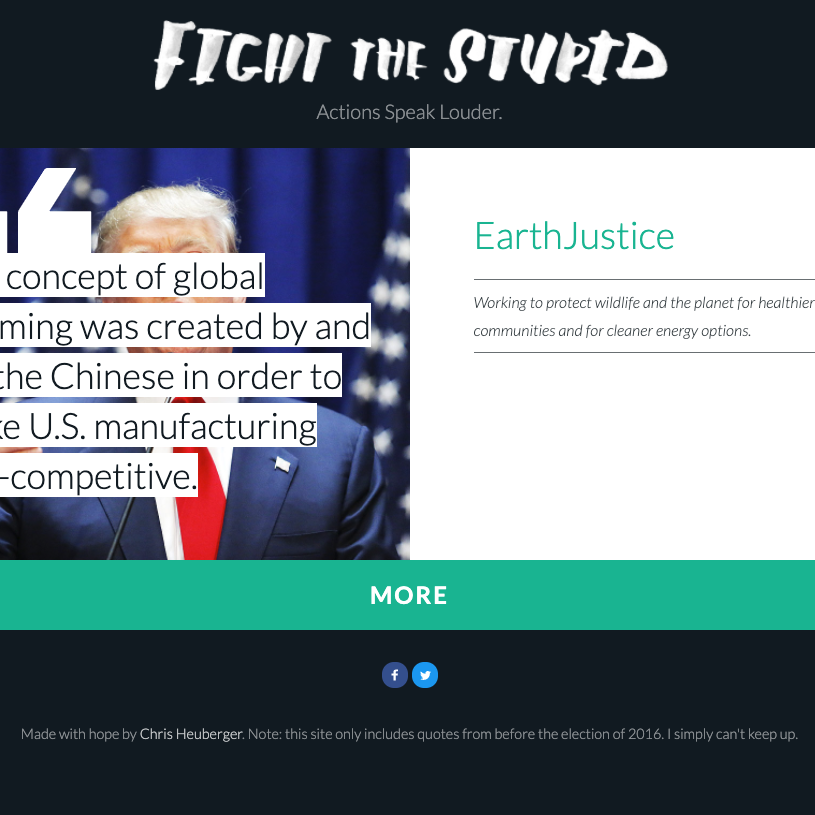 FIGHT THE STUPID
Actions Speak Louder.
concept of global
ming was created by and
the Chinese in order to
ke U.S. manufacturing
-competitive.
EarthJustice
Working to protect wildlife and the planet for healthier
communities and for cleaner energy options.
MORE
Made with hope by Chris Heuberger. Note: this site only includes quotes from before the election of 2016. I simply can't keep up.